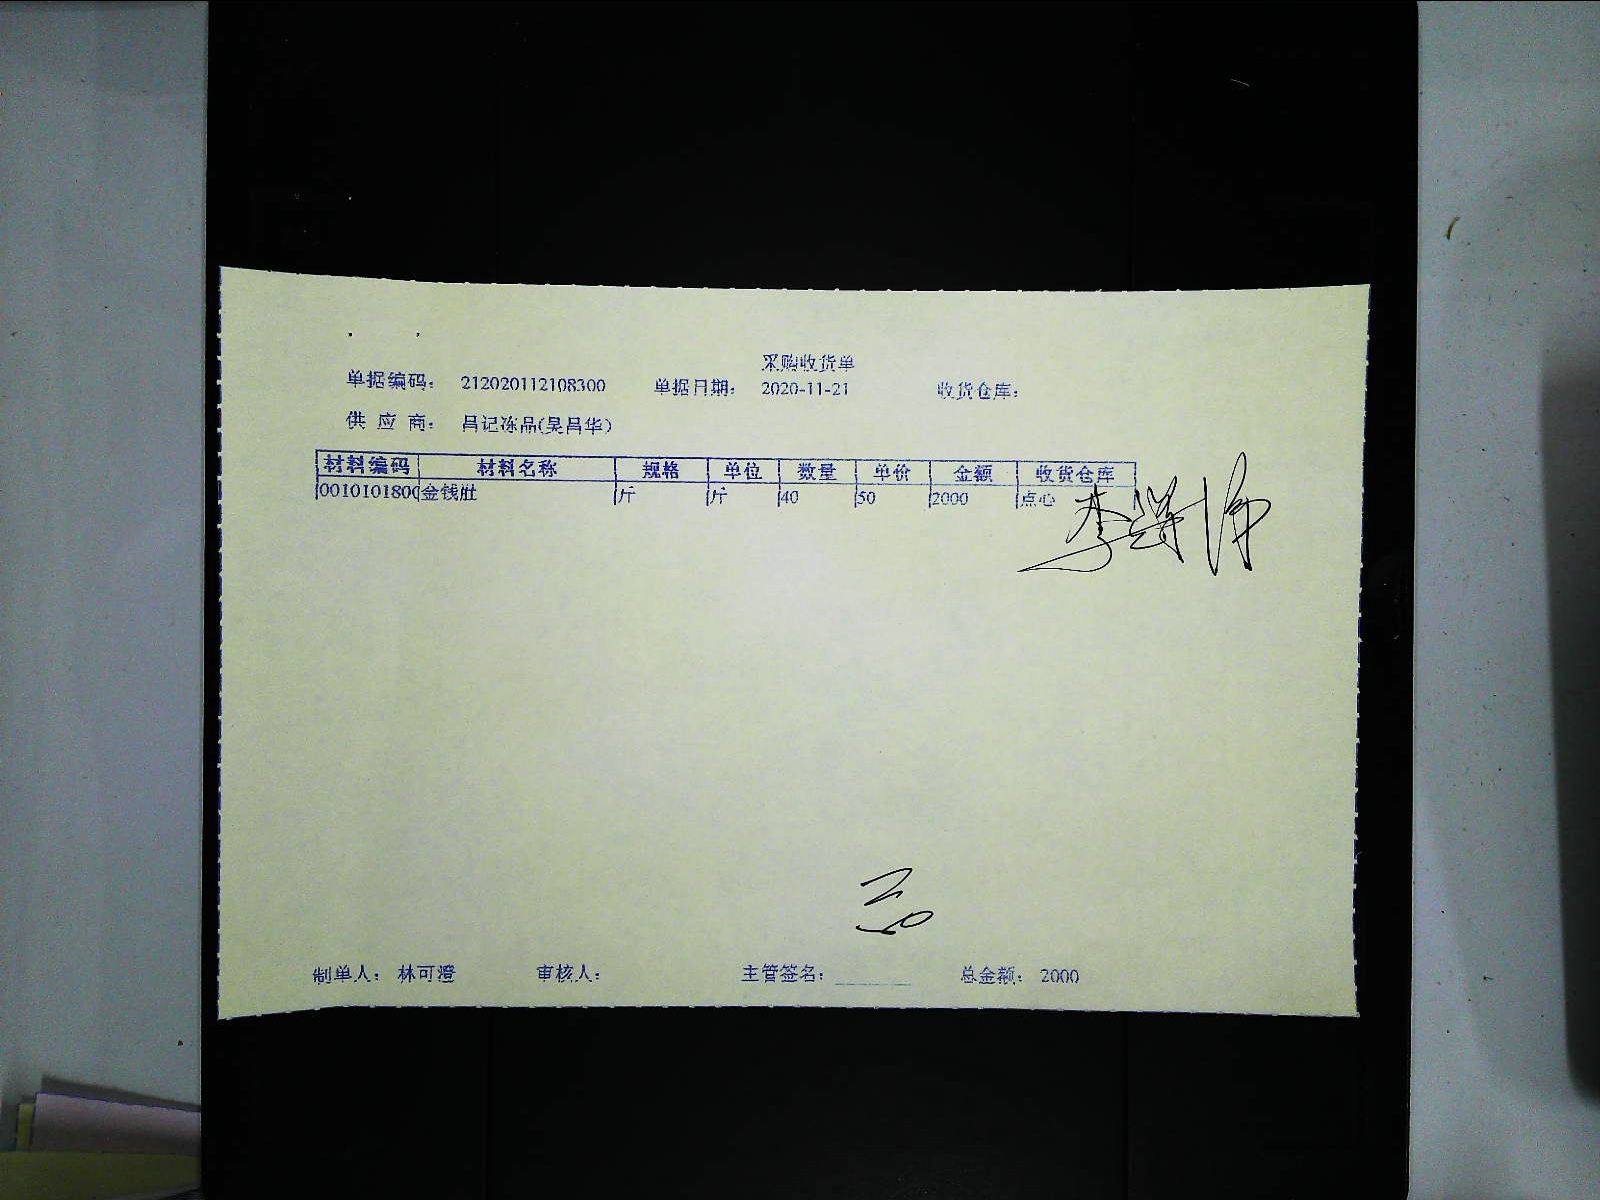 采购收货单
单据编码： 212020112108300 单据日期： 2020-11-21 收货仓库：
供 应 商： 吕记冻品(吴昌华)
材料编码 材料名称 规格 单位 数量 单价 金额 收货仓库
001010180 金钱肚 斤 斤 40 50 2000 点心
制单人： 林可澄 审核人： 主管签名： 总金额： 2000